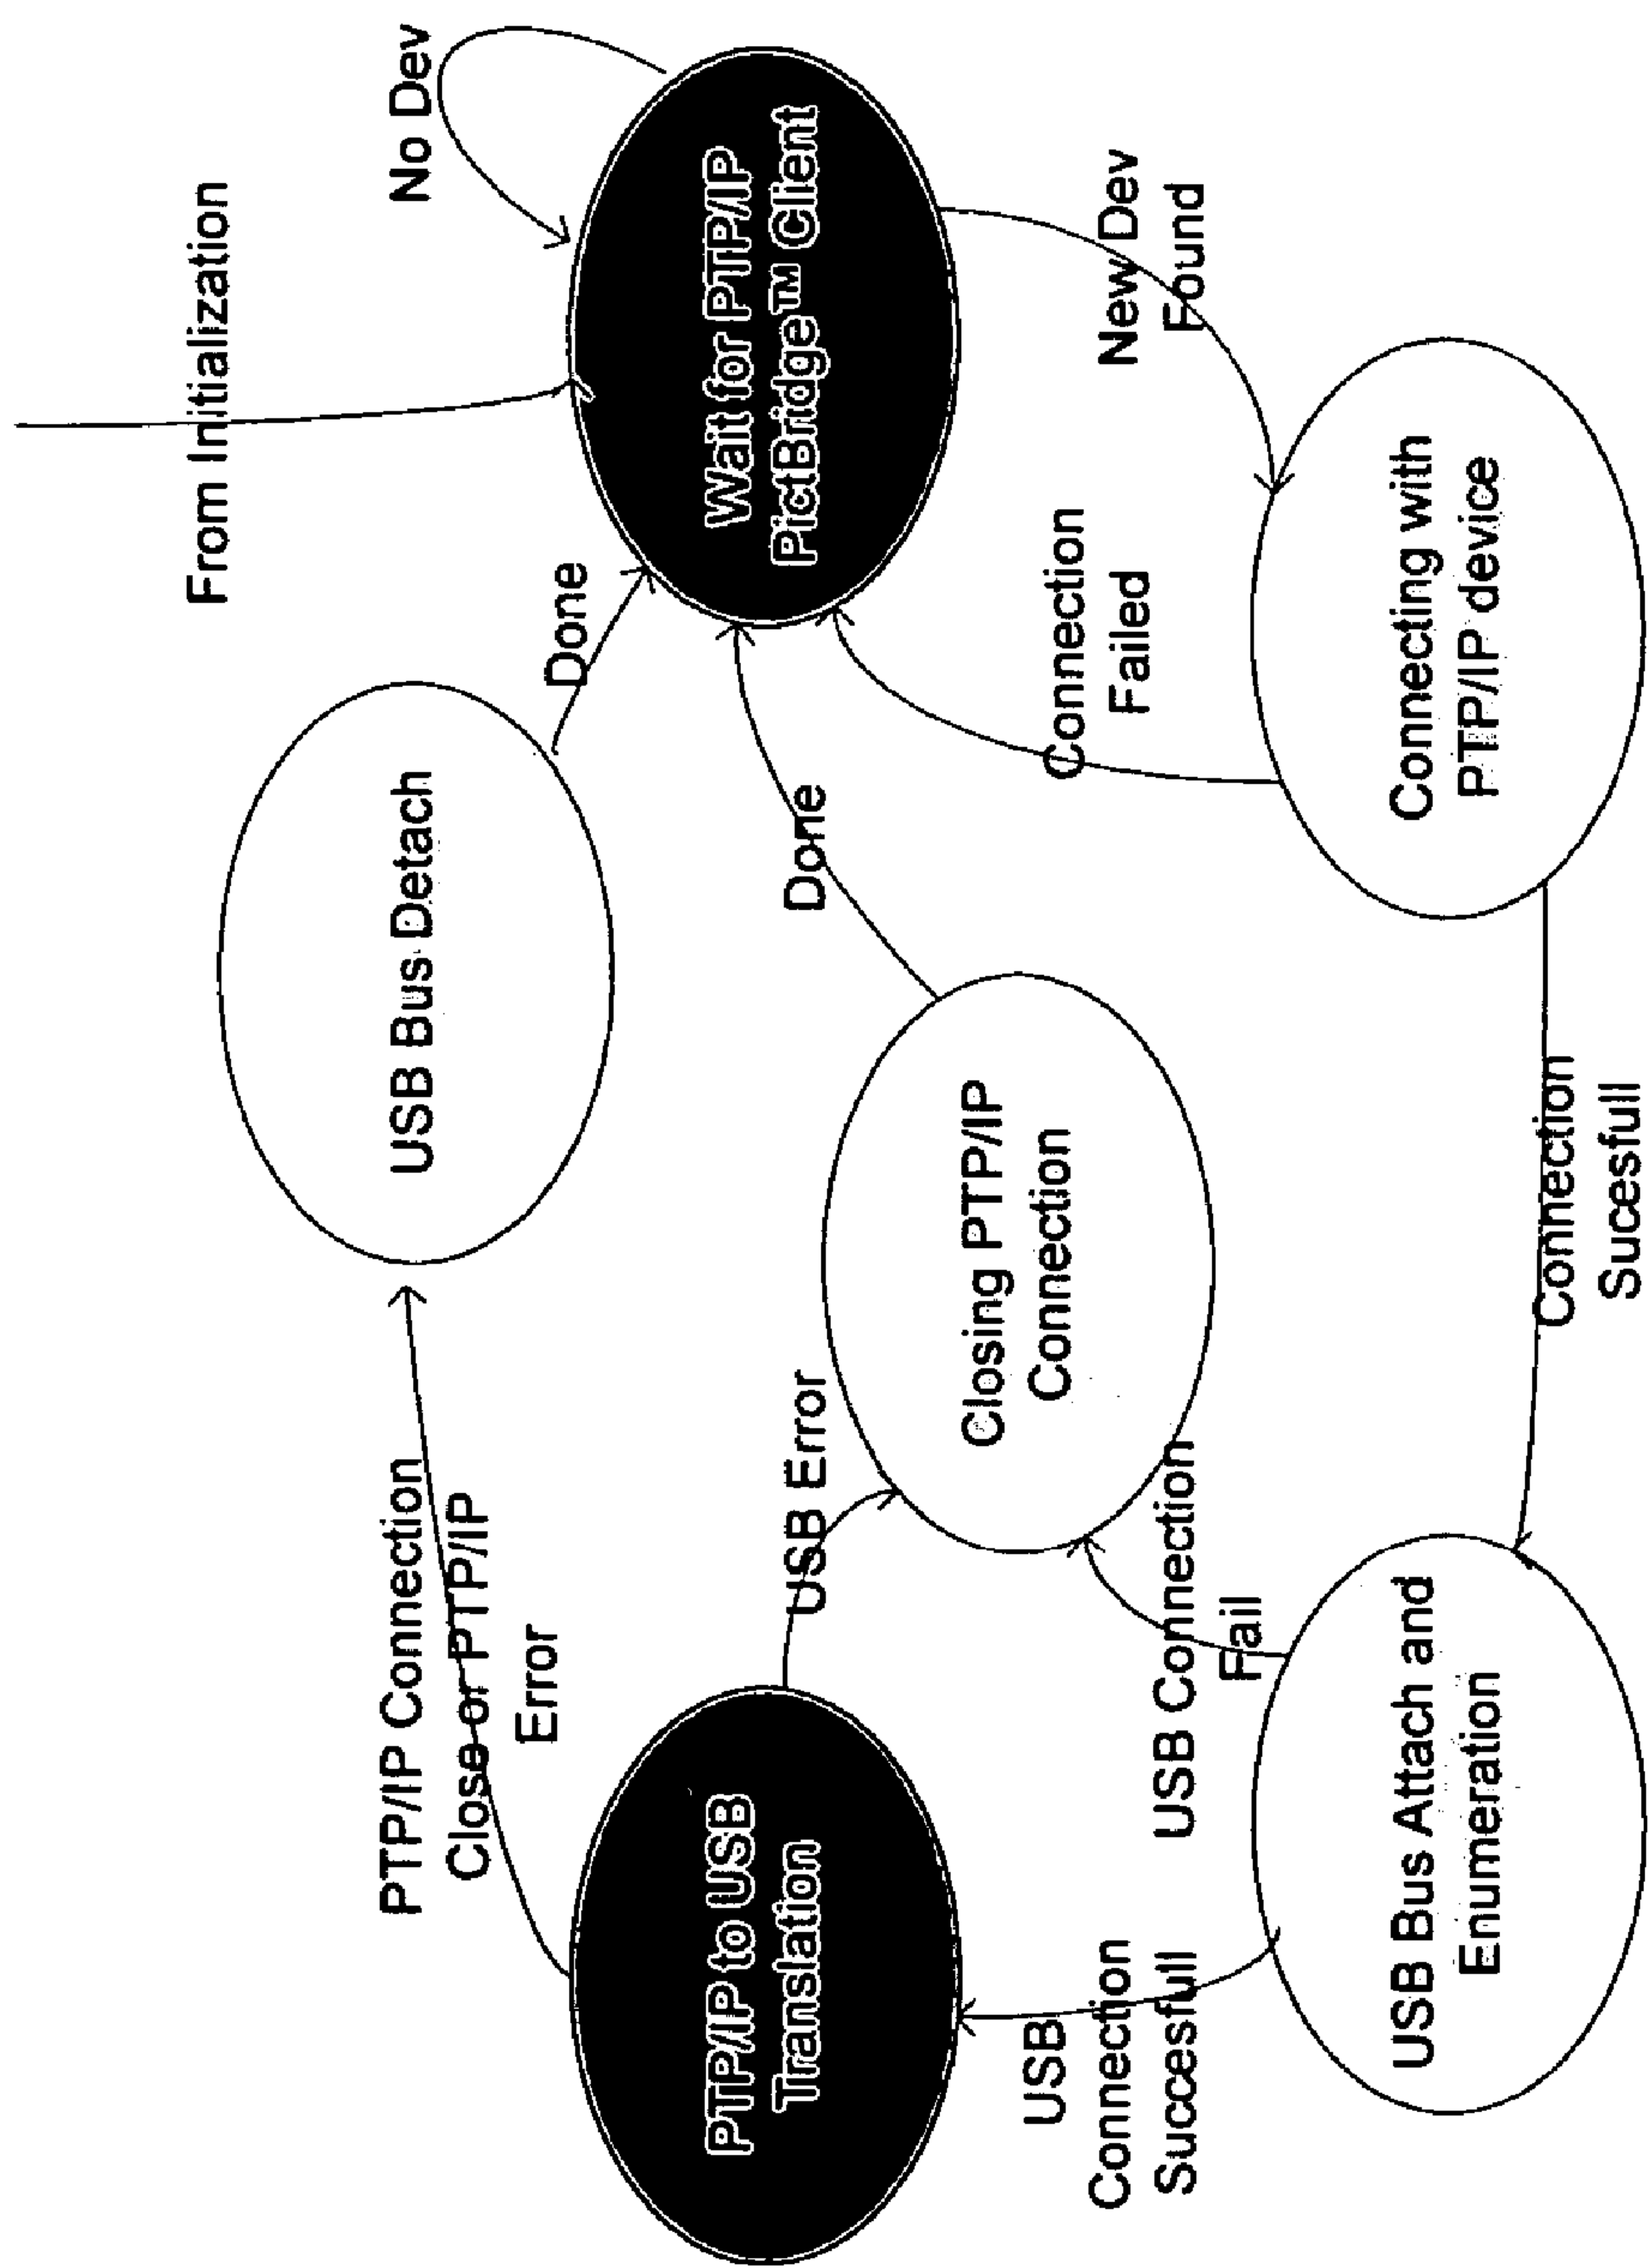 From Initialization
No Dev
Wait for PTP/IP
PictBridge™ Client
New Dev
Found
Connecting with
PTP/IP device
Connection
Failed
Connection
Sucesfull
USB Bus Attach and
Enumeration
USB Connection
Fail
USB
Connection
Succesfull
PTP/IP to USB
Translation
USB Error
Closing PTP/IP
Connection
Done
PTP/IP Connection
Close or PTP/IP
Error
USB Bus Detach
Done